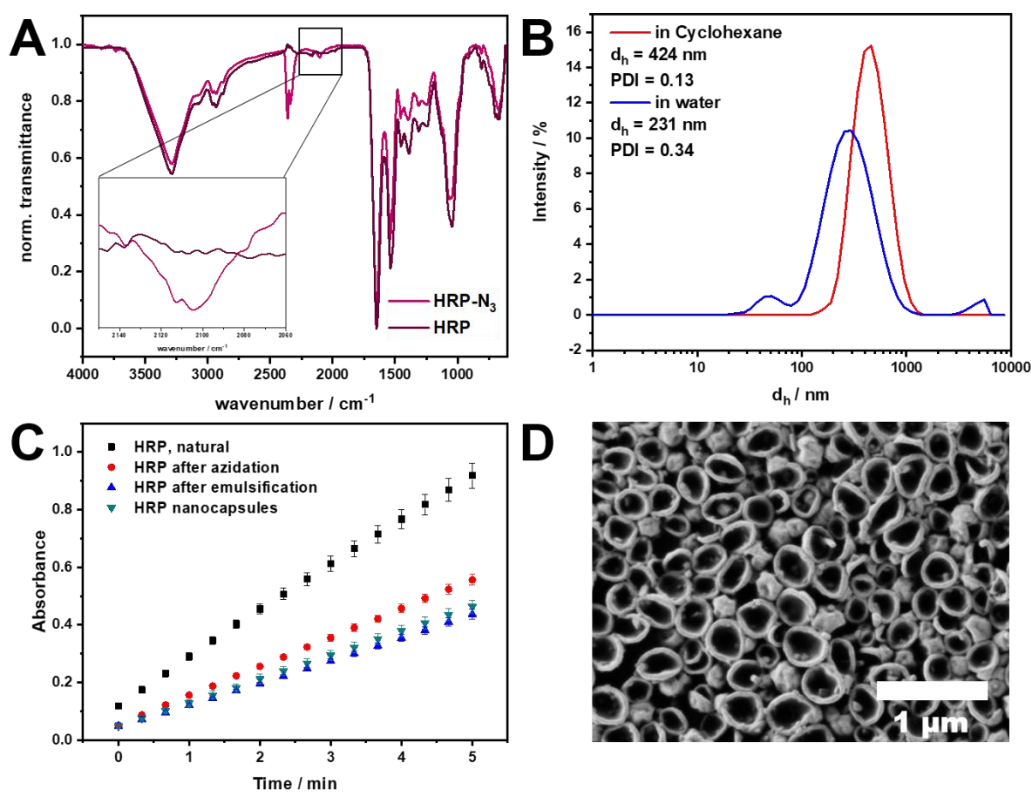 A
norm. transmittance
1.0
0.8
0.6
0.4
0.2
0.0
2140
2120
2100
2080
2060
wavenumber / cm⁻¹
HRP-N₃
HRP
4000
3500
3000
2500
2000
1500
1000
wavenumber / cm⁻¹
B
in Cyclohexane
dₕ = 424 nm
PDI = 0.13
in water
dₕ = 231 nm
PDI = 0.34
Intensity / %
16
14
12
10
8
6
4
2
0
-2
1
10
100
1000
10000
dₕ / nm
C
HRP, natural
HRP after azidation
HRP after emulsification
HRP nanocapsules
Absorbance
1.0
0.8
0.6
0.4
0.2
0.0
0
1
2
3
4
5
Time / min
D
1 µm